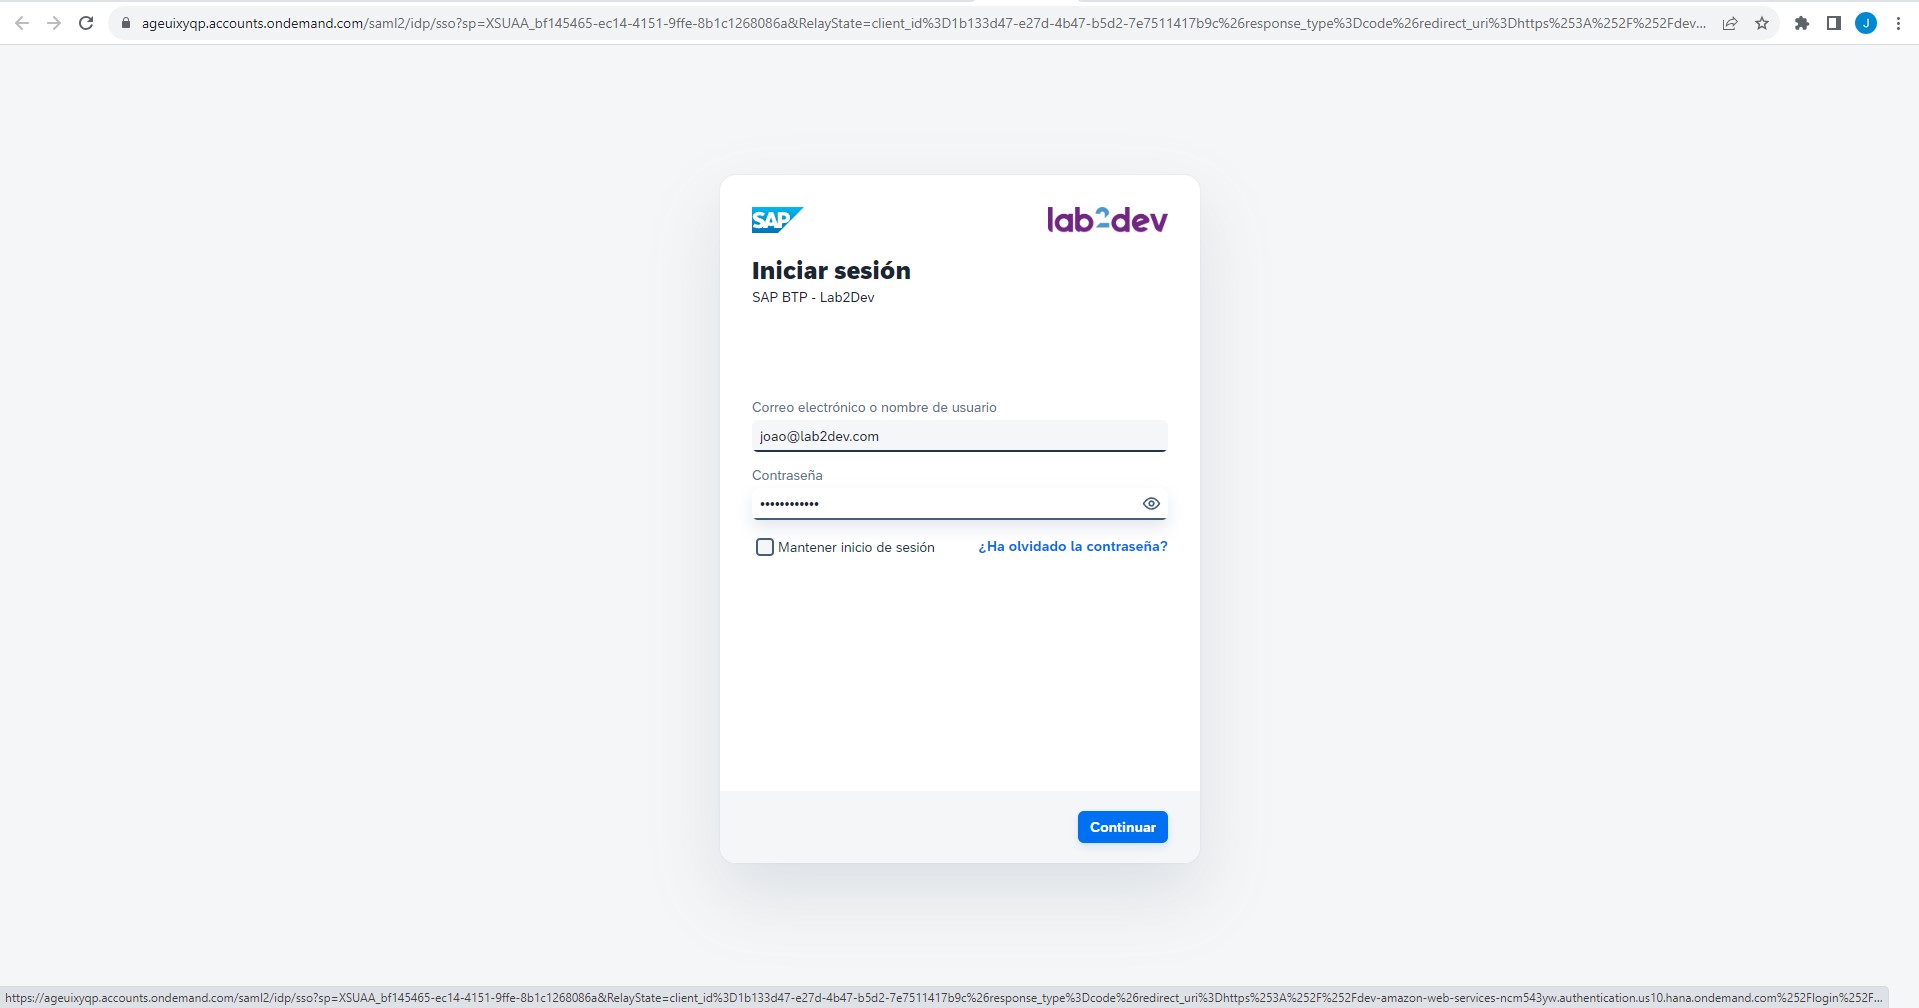 ageuixyqp.accounts.ondemand.com/saml2/idp/sso?sp=XSUAA_bf145465-ec14-4151-9ffe-8b1c1268086a&RelayState=client_id%3D1b133d47-e27d-4b47-b5d2-7e7511417b9c%26response_type%3Dcode%26redirect_uri%3Dhttps%253A%252F%252Fdev...
J
SAP lab2dev
Iniciar sesión
SAP BTP - Lab2Dev
Correo electrónico o nombre de usuario
joao@lab2dev.com
Contraseña
••••••••••••
Mantener inicio de sesión ¿Ha olvidado la contraseña?
Continuar
https://ageuixyqp.accounts.ondemand.com/saml2/idp/sso?sp=XSUAA_bf145465-ec14-4151-9ffe-8b1c1268086a&RelayState=client_id%3D1b133d47-e27d-4b47-b5d2-7e7511417b9c%26response_type%3Dcode%26redirect_uri%3Dhttps%253A%252F%252Fdev-amazon-web-services-ncm543yw.authentication.us10.hana.ondemand.com%252Flogin%252F...